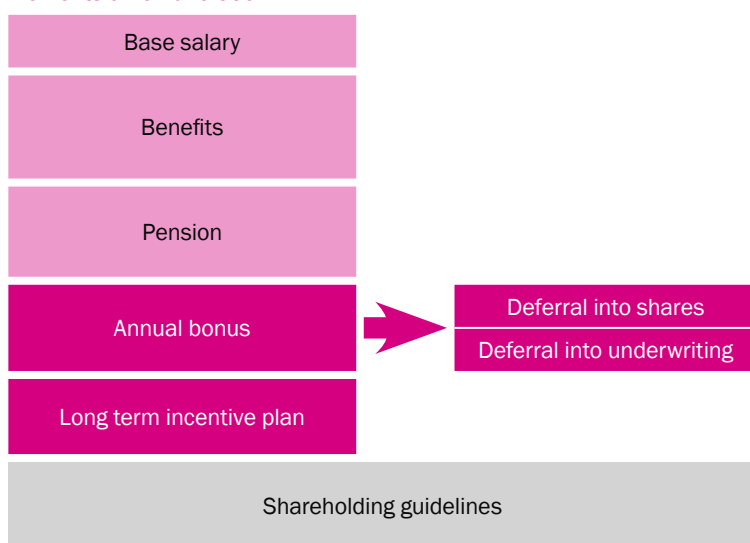 Base salary
Benefits
Pension
Annual bonus
Deferral into shares
Deferral into underwriting
Long term incentive plan
Shareholding guidelines